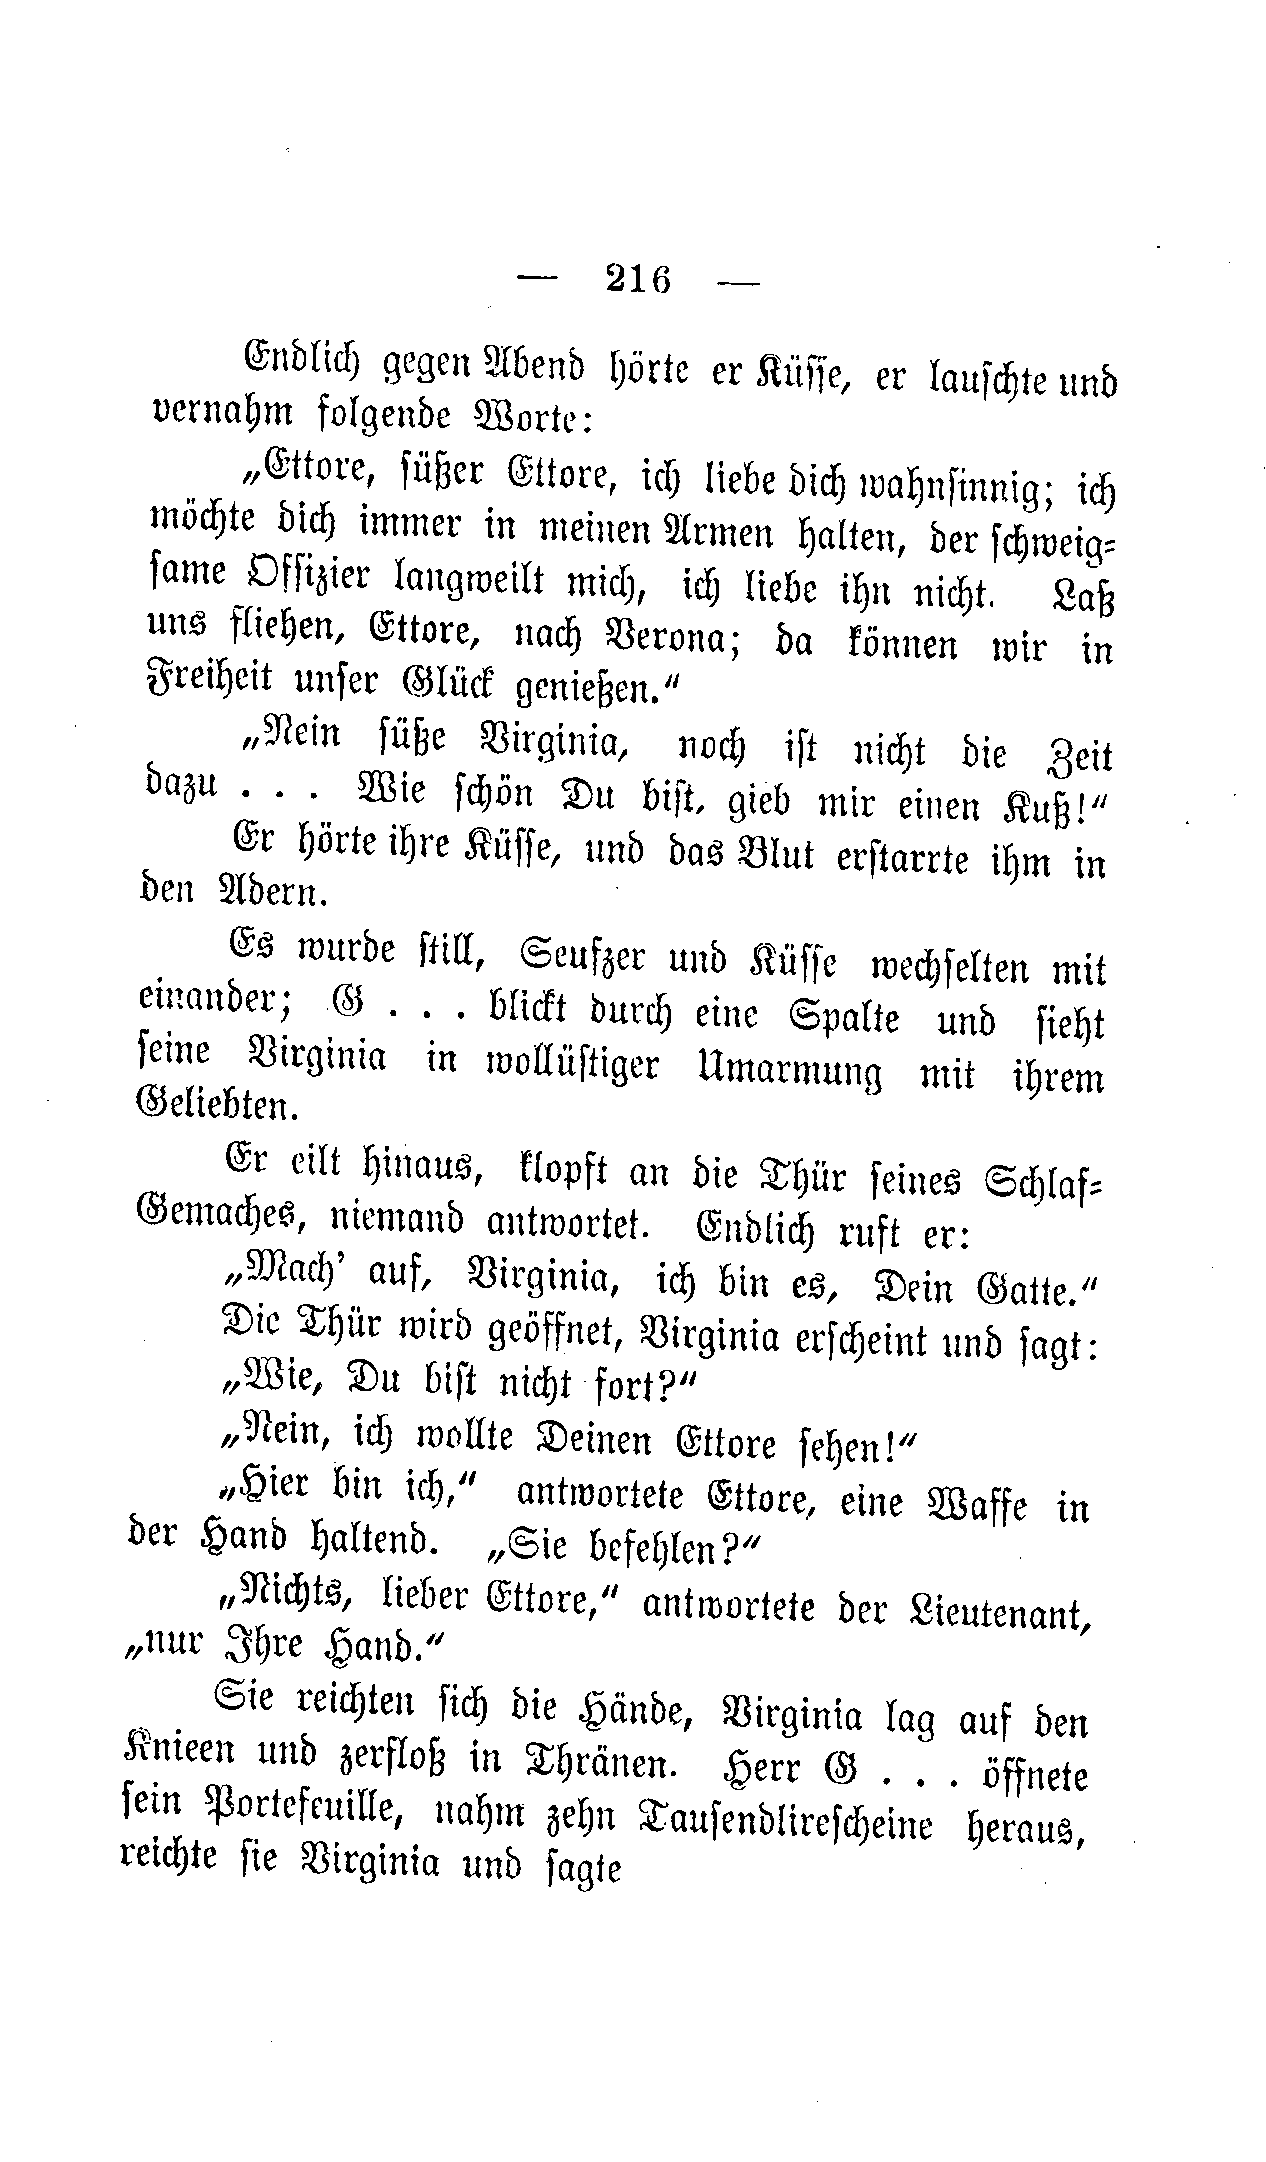 — 216 —
Endlich gegen Abend hörte er Küsse, er lauschte und
vernahm folgende Worte:
„Ettore, süßer Ettore, ich liebe dich wahnsinnig; ich
möchte dich immer in meinen Armen halten, der schweig-
same Offizier langweilt mich, ich liebe ihn nicht. Laß
uns fliehen, Ettore, nach Verona; da können wir in
Freiheit unser Glück genießen.“
„Nein süße Virginia, noch ist nicht die Zeit
dazu . . . Wie schön Du bist, gieb mir einen Kuß!“
Er hörte ihre Küsse, und das Blut erstarrte ihm in
den Adern.
Es wurde still, Seufzer und Küsse wechselten mit
einander; G . . . blickt durch eine Spalte und sieht
seine Virginia in wollüstiger Umarmung mit ihrem
Geliebten.
Er eilt hinaus, klopft an die Thür seines Schlaf-
Gemaches, niemand antwortet. Endlich ruft er:
„Mach' auf, Virginia, ich bin es, Dein Gatte.“
Die Thür wird geöffnet, Virginia erscheint und sagt:
„Wie, Du bist nicht fort?“
„Nein, ich wollte Deinen Ettore sehen!“
„Hier bin ich,“ antwortete Ettore, eine Waffe in
der Hand haltend. „Sie befehlen?“
„Nichts, lieber Ettore,“ antwortete der Lieutenant,
„nur Ihre Hand.“
Sie reichten sich die Hände, Virginia lag auf den
Knieen und zerfloß in Thränen. Herr G . . . öffnete
sein Portefeuille, nahm zehn Tausendlirescheine heraus,
reichte sie Virginia und sagte